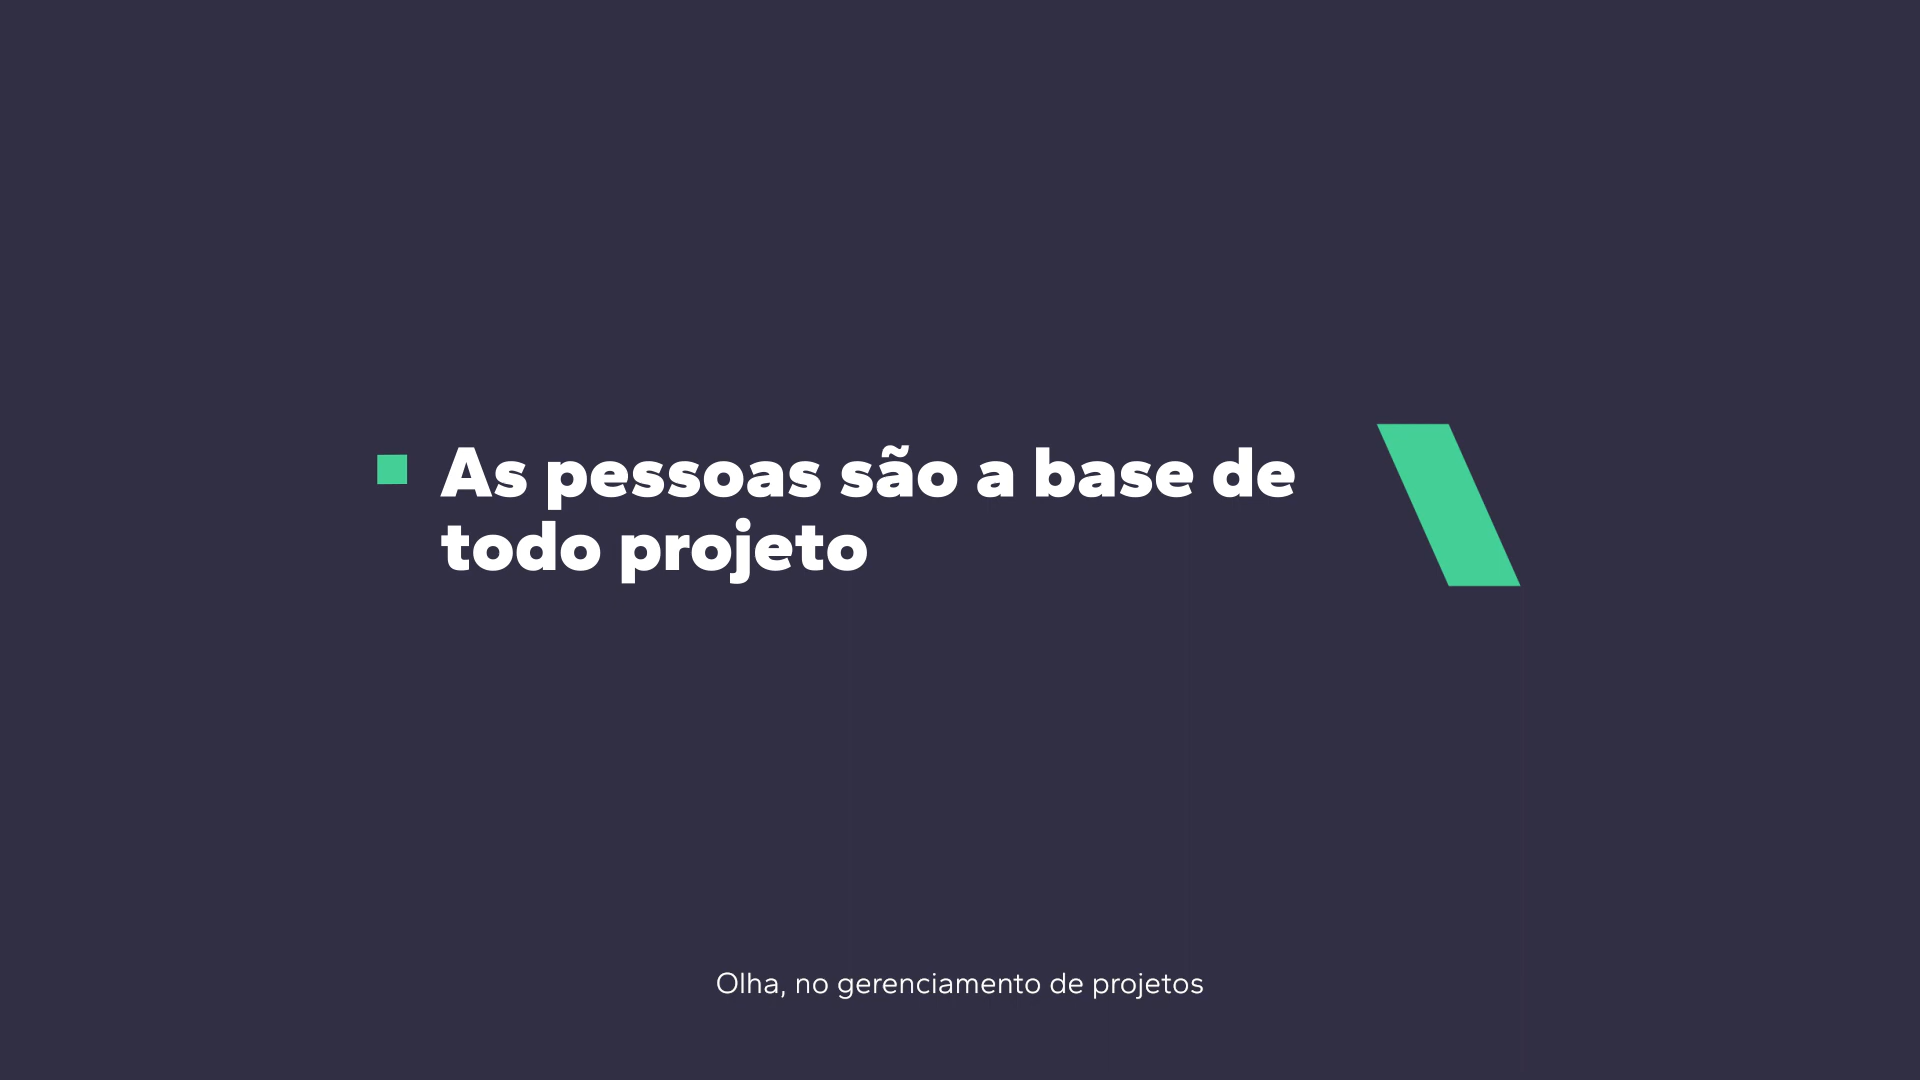 As pessoas são a base de
todo projeto
Olha, no gerenciamento de projetos